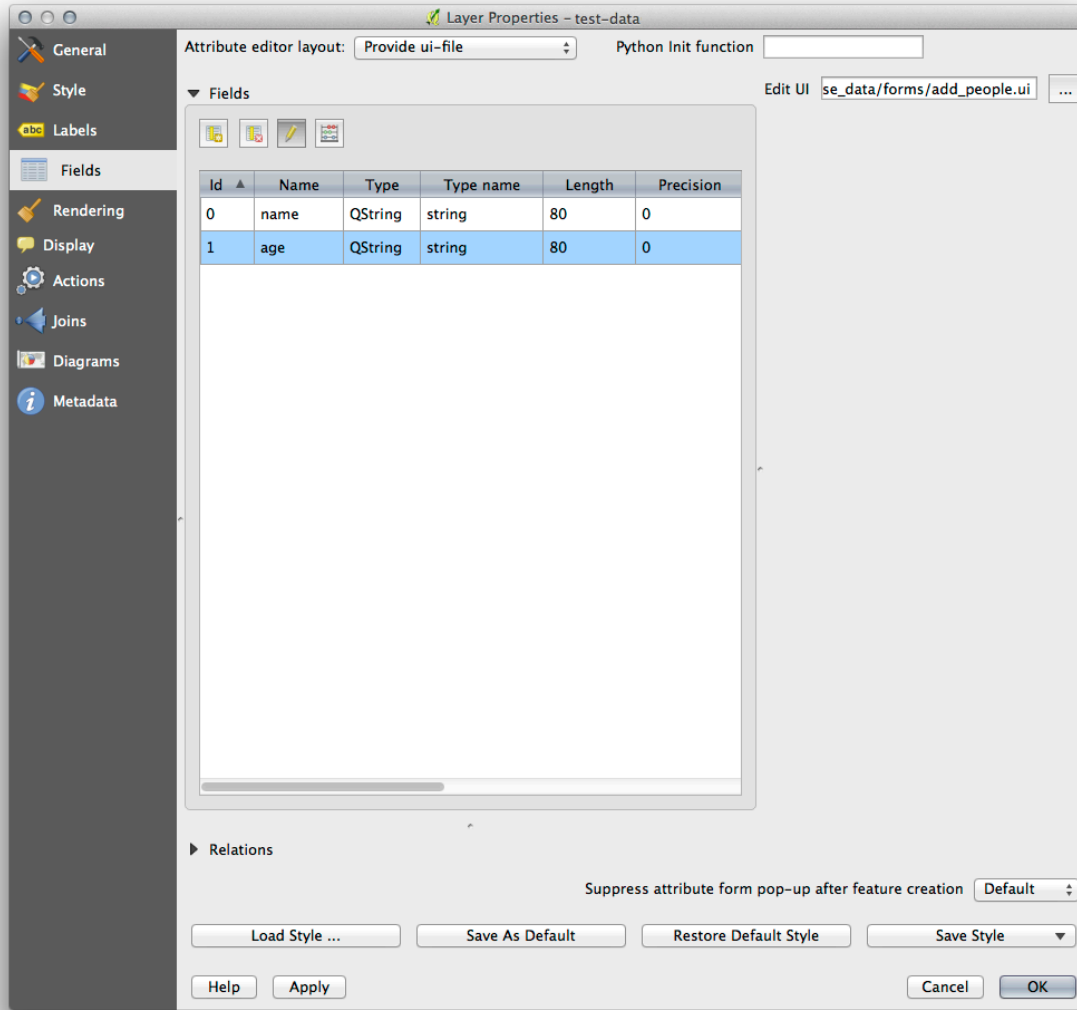 Layer Properties – test-data
General
Style
abc Labels
Fields
Rendering
Display
Actions
Joins
Diagrams
Metadata
Attribute editor layout: Provide ui-file Python Init function
Fields
Edit UI se_data/forms/add_people.ui ...
Id Name Type Type name Length Precision
0 name QString string 80 0
1 age QString string 80 0
Relations
Suppress attribute form pop-up after feature creation Default
Load Style ... Save As Default Restore Default Style Save Style
Help Apply Cancel OK